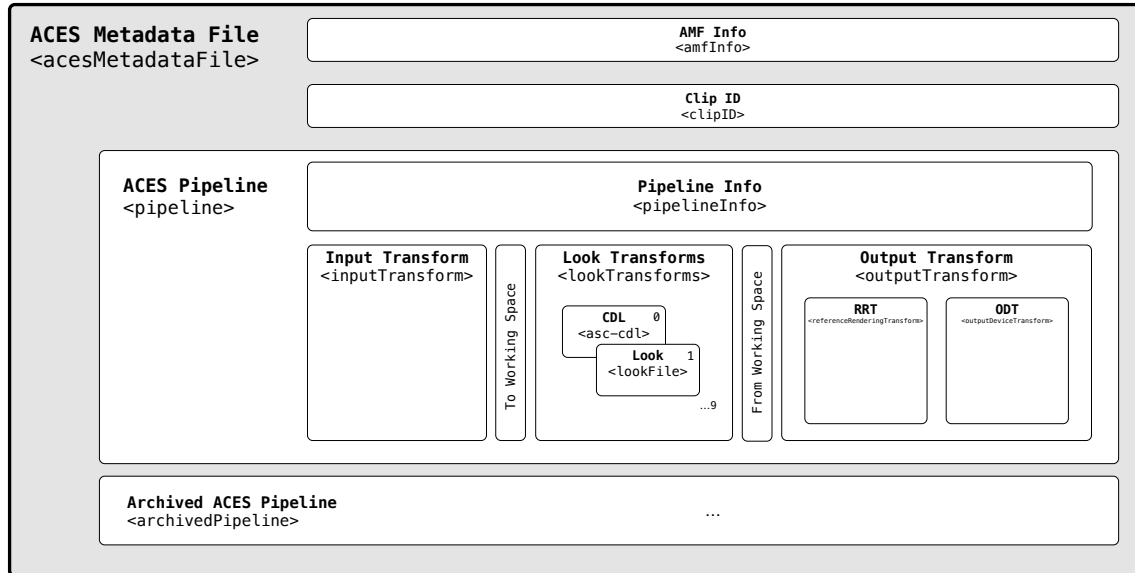 ACES Metadata File
<acesMetadataFile>
AMF Info
<amfInfo>
Clip ID
<clipID>
ACES Pipeline
<pipeline>
Pipeline Info
<pipelineInfo>
Input Transform
<inputTransform>
To Working Space
Look Transforms
<lookTransforms>
CDL 0
<asc-cdl>
Look 1
<lookFile>
...9
From Working Space
Output Transform
<outputTransform>
RRT
<referenceRenderingTransform>
ODT
<outputDeviceTransform>
Archived ACES Pipeline
<archivedPipeline>
...